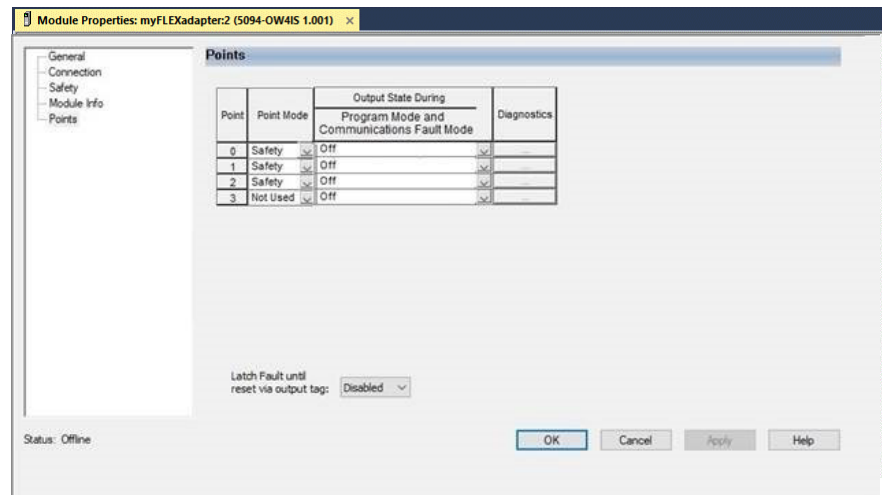 Module Properties: myFLEXadapter:2 (5094-OW4IS 1.001) ×
General
Connection
Safety
Module Info
Points
Points
Point
Point Mode
Output State During
Program Mode and
Communications Fault Mode
Diagnostics
0 Safety Off ...
1 Safety Off ...
2 Safety Off ...
3 Not Used Off ...
Latch Fault until
reset via output tag: Disabled
Status: Offline
OK Cancel Apply Help